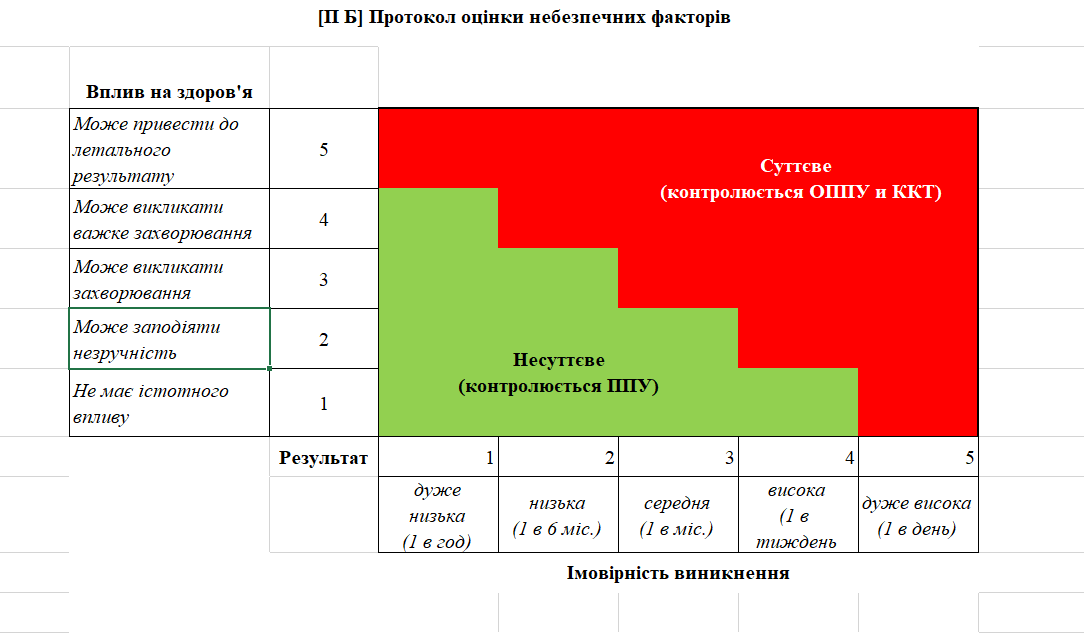 [П Б] Протокол оцінки небезпечних факторів
Вплив на здоров'я
Може привести до
летального
результату
5
Суттєве
(контролюється ОППУ и ККТ)
Може викликати
важке захворювання
4
Може викликати
захворювання
3
Може заподіяти
незручність
2
Несуттєве
(контролюється ППУ)
Не має істотного
впливу
1
Результат
1
2
3
4
5
дуже
низька
(1 в год)
низька
(1 в 6 міс.)
середня
(1 в міс.)
висока
(1 в
тиждень
дуже висока
(1 в день)
Імовірність виникнення